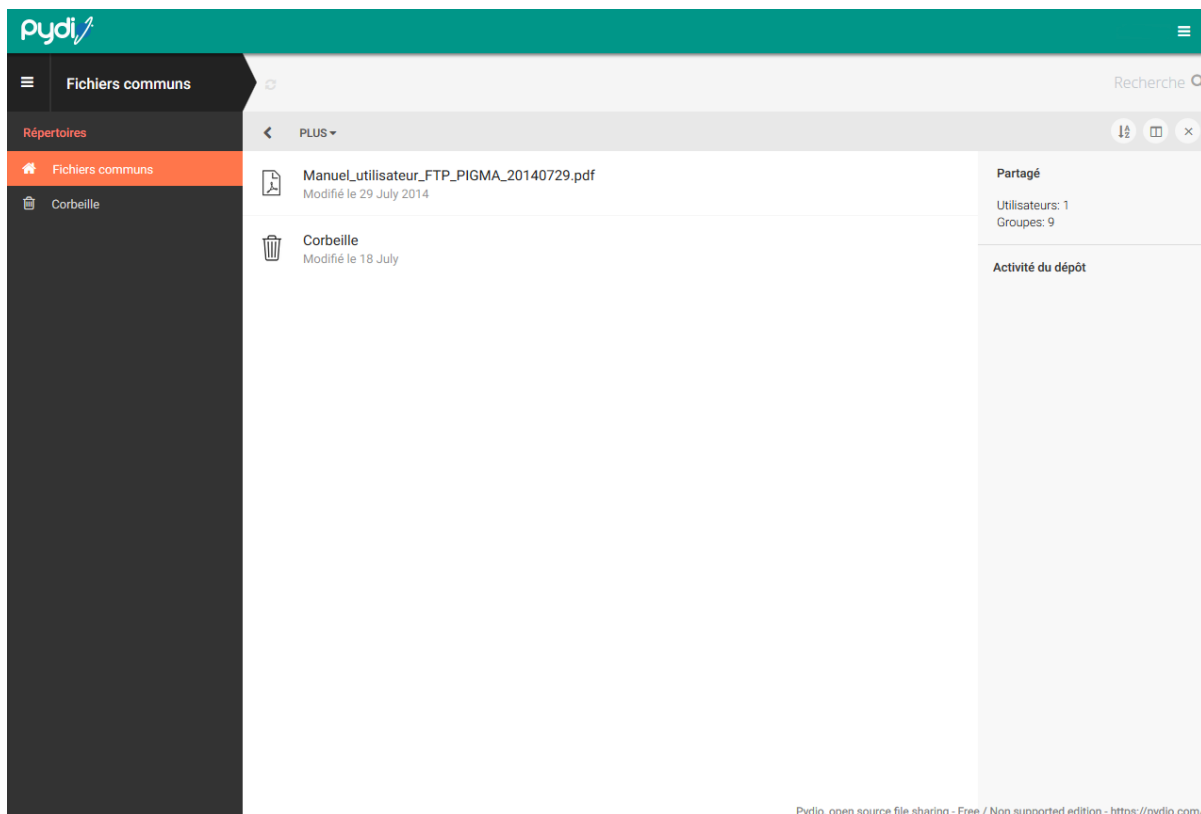 pydio
Fichiers communs
Recherche
Répertoires
PLUS
Fichiers communs
Corbeille
Manuel_utilisateur_FTP_PIGMA_20140729.pdf
Modifié le 29 July 2014
Corbeille
Modifié le 18 July
Partagé
Utilisateurs: 1
Groupes: 9
Activité du dépôt
Pydio, open source file sharing - Free / Non supported edition - https://pydio.com